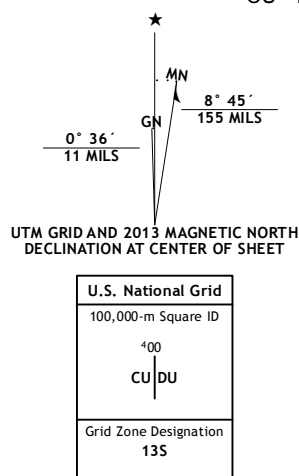 MN
GN
8° 45´
155 MILS
0° 36´
11 MILS
UTM GRID AND 2013 MAGNETIC NORTH
DECLINATION AT CENTER OF SHEET
U.S. National Grid
100,000-m Square ID
⁴00
CU DU
Grid Zone Designation
13S